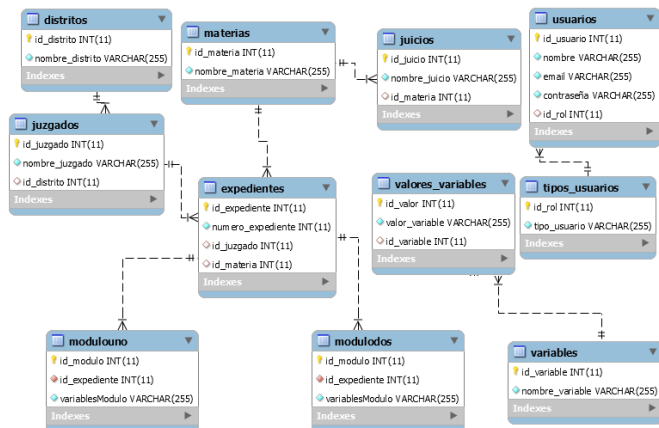 distritos
id_distrito INT(11)
nombre_distrito VARCHAR(255)
Indexes
materias
id_materia INT(11)
nombre_materia VARCHAR(255)
Indexes
juicios
id_juicio INT(11)
nombre_juicio VARCHAR(255)
id_materia INT(11)
Indexes
usuarios
id_usuario INT(11)
nombre VARCHAR(255)
email VARCHAR(255)
contraseña VARCHAR(255)
id_rol INT(11)
Indexes
juzgados
id_juzgado INT(11)
nombre_juzgado VARCHAR(255)
id_distrito INT(11)
Indexes
expedientes
id_expediente INT(11)
numero_expediente INT(11)
id_juzgado INT(11)
id_materia INT(11)
Indexes
valores_variables
id_valor INT(11)
valor_variable VARCHAR(255)
id_variable INT(11)
Indexes
tipos_usuarios
id_rol INT(11)
tipo_usuario VARCHAR(255)
Indexes
modulouno
id_modulo INT(11)
id_expediente INT(11)
variablesModulo VARCHAR(255)
Indexes
modulodos
id_modulo INT(11)
id_expediente INT(11)
variablesModulo VARCHAR(255)
Indexes
variables
id_variable INT(11)
nombre_variable VARCHAR(255)
Indexes